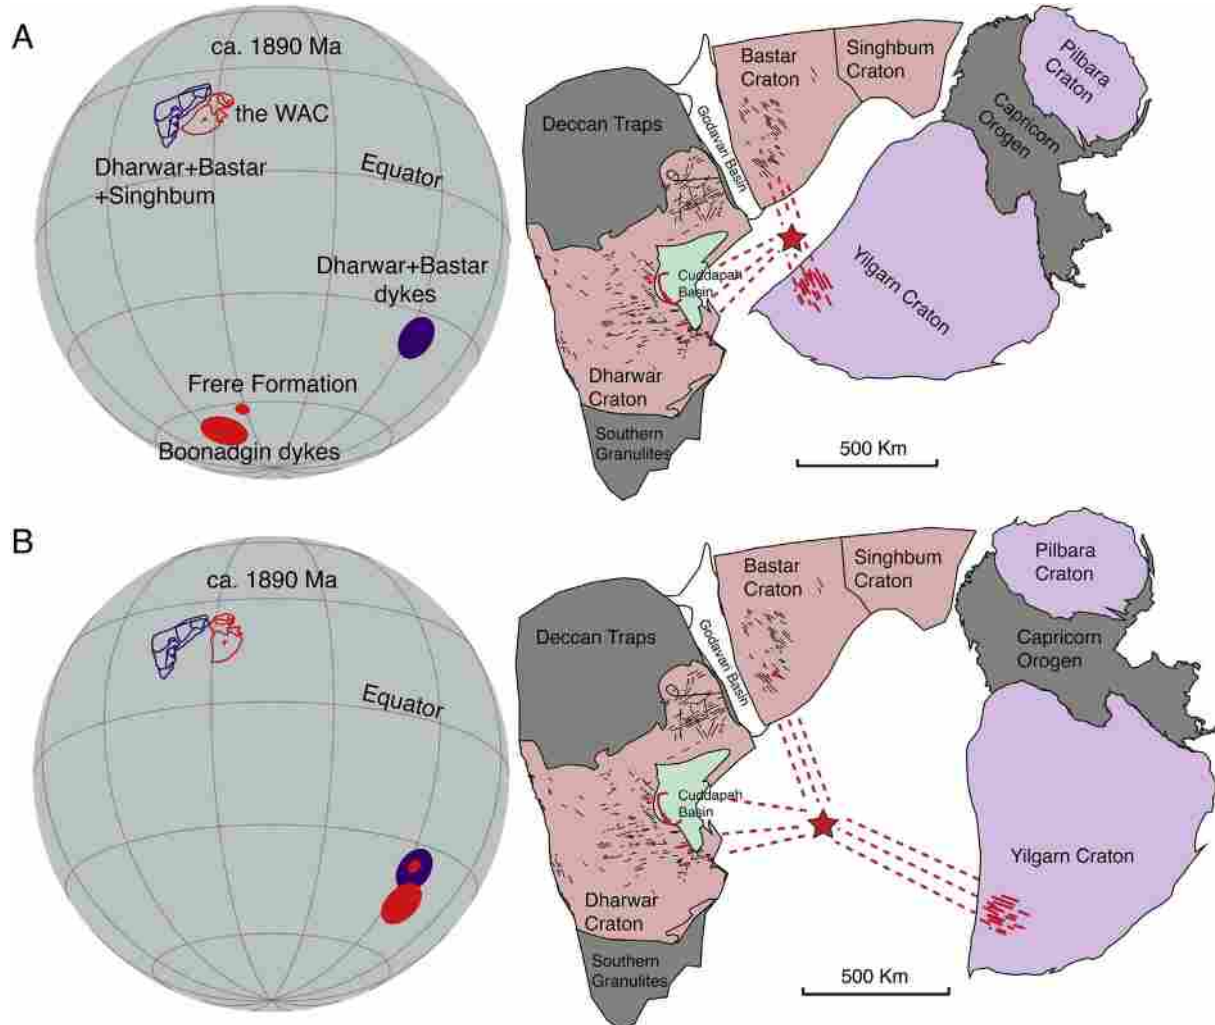 A
ca. 1890 Ma
the WAC
Dharwar+Bastar
+Singhbum
Equator
Dharwar+Bastar
dykes
Frere Formation
Boonadgin dykes
Deccan Traps
Godavari Basin
Bastar
Craton
Singhbum
Craton
Pilbara
Craton
Capricorn
Orogen
Cuddapah
Basin
Yilgarn Craton
Dharwar
Craton
Southern
Granulites
500 Km
B
ca. 1890 Ma
Equator
Deccan Traps
Godavari Basin
Bastar
Craton
Singhbum
Craton
Pilbara
Craton
Capricorn
Orogen
Cuddapah
Basin
Yilgarn Craton
Dharwar
Craton
Southern
Granulites
500 Km